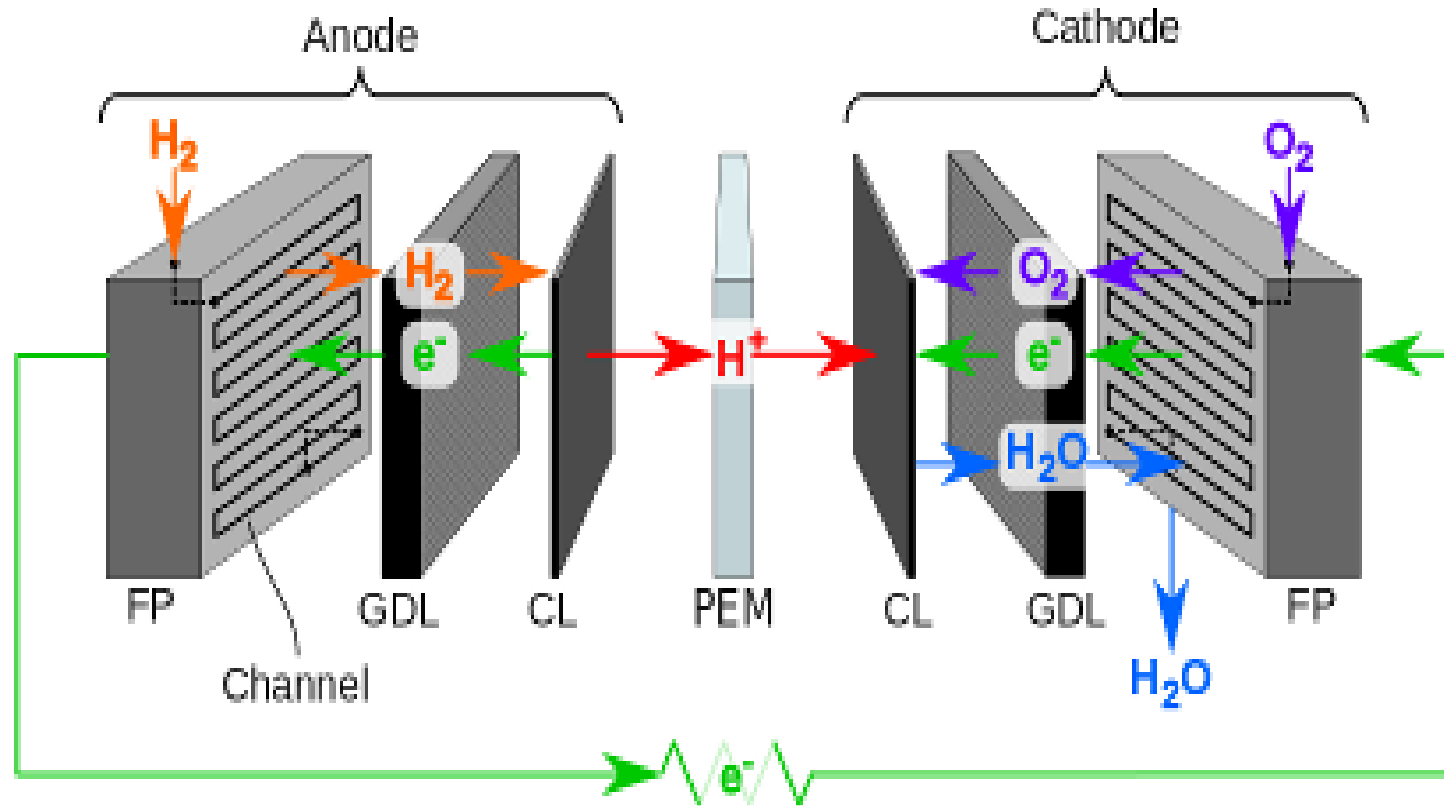 Anode
Cathode
H2
O2
H2
O2
e-
H+
e-
H2O
FP
GDL
CL
PEM
CL
GDL
FP
Channel
H2O
e-